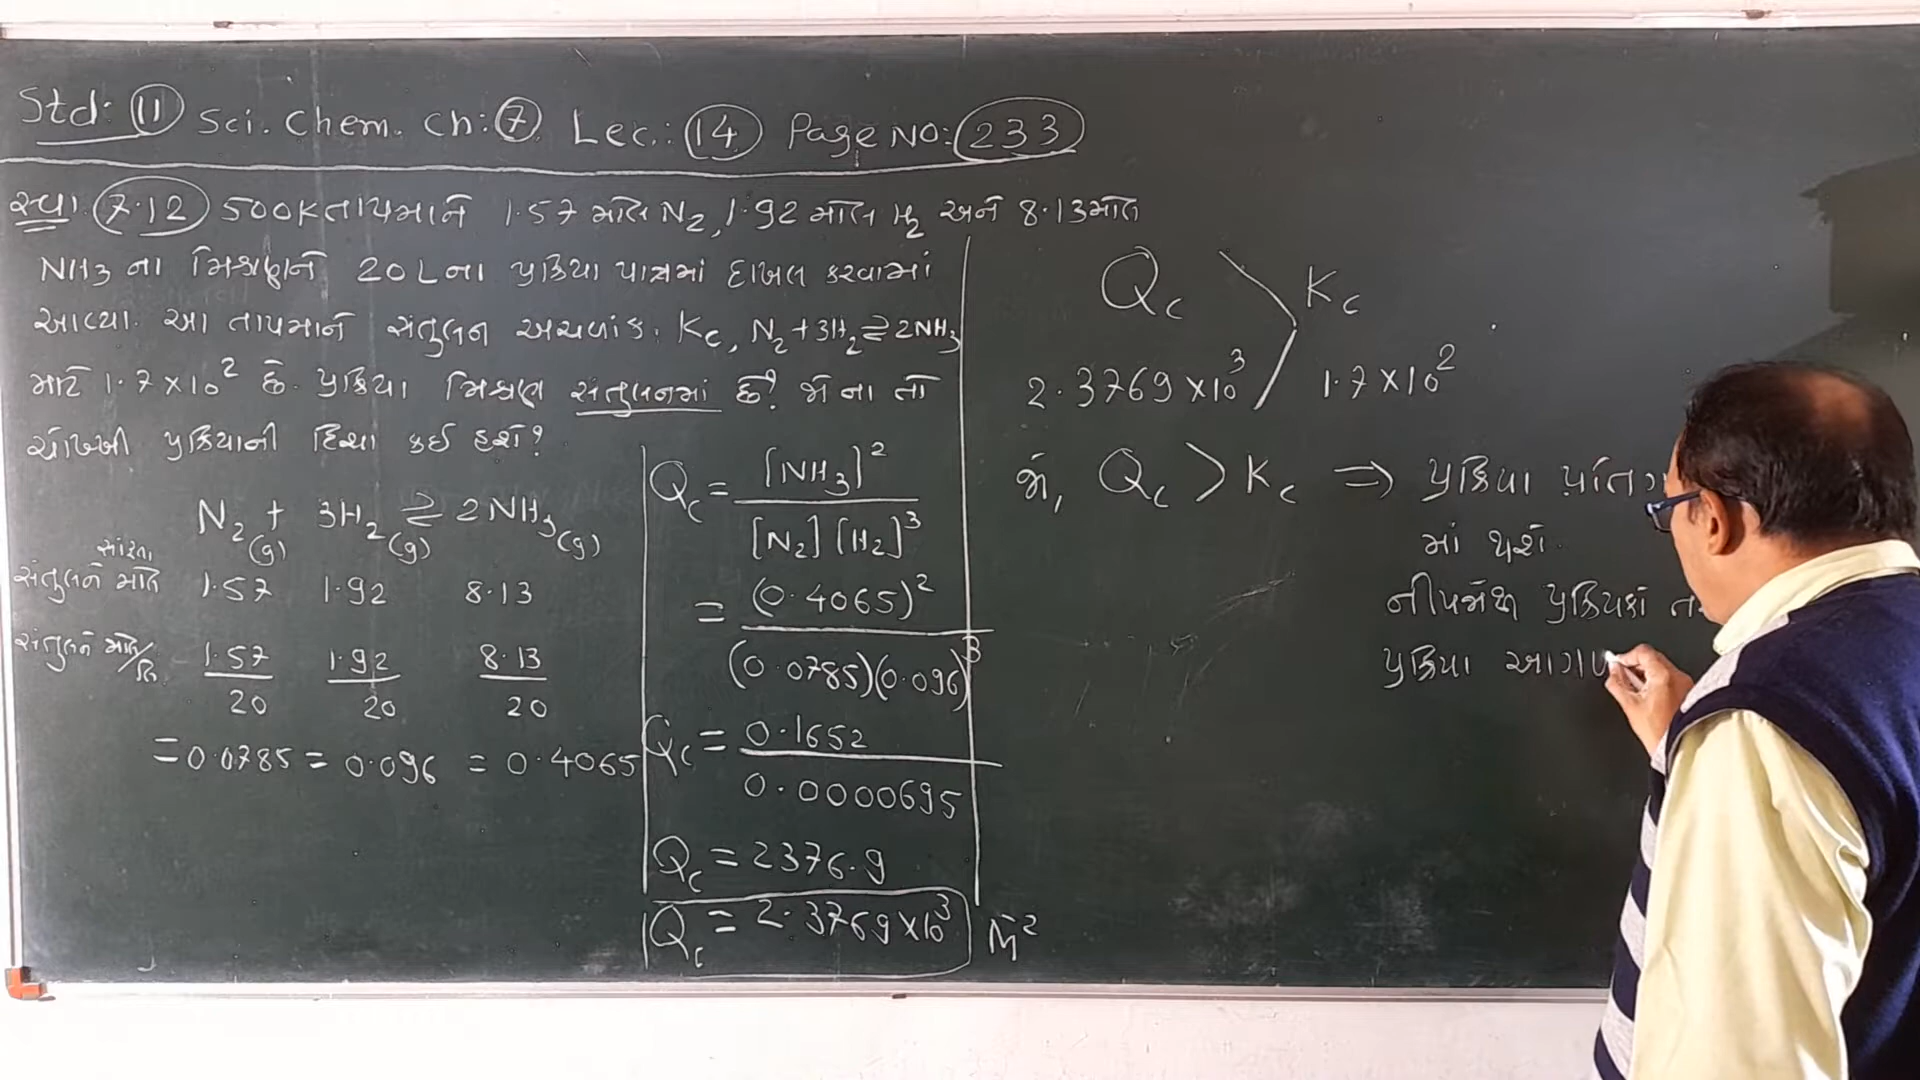 Std: 11 Sci. Chem. Ch: 7 Lec.: 14 Page NO: 233
સ્વા. 7.12 500K તાપમાને 1.57 મોલ N₂, 1.92 મોલ H₂ અને 8.13 મોલ
NH3 ના મિશ્રણને 20 L ના પ્રક્રિયા પાત્રમાં દાખલ કરવામાં
આવ્યા. આ તાપમાને સંતુલન અચળાંક: Kc, N₂ + 3H₂ ⇌ 2NH₃
માટે 1.7 × 10² છે. પ્રક્રિયા મિશ્રણ સંતુલનમાં છે? જો ના તો
ચોખ્ખી પ્રક્રિયાની દિશા કઈ હશે?
N₂(g) + 3H₂(g) ⇌ 2NH₃(g)
સંતુલને મોલ 1.57 1.92 8.13
સંતુલને મોલ/લિ. 1.57/20 1.92/20 8.13/20
= 0.0785 = 0.096 = 0.4065
Qc = [NH₃]² / [N₂] [H₂]³
= (0.4065)² / (0.0785)(0.096)³
Qc = 0.1652 / 0.0000695
Qc = 2376.9
Qc = 2.3769 × 10³ M⁻²
Qc > Kc
2.3769 × 10³ > 1.7 × 10²
જો, Qc > Kc ⇒ પ્રક્રિયા
માં થશે.
નીપજોથી પ્રક્રિયકો
પ્રક્રિયા આગળ